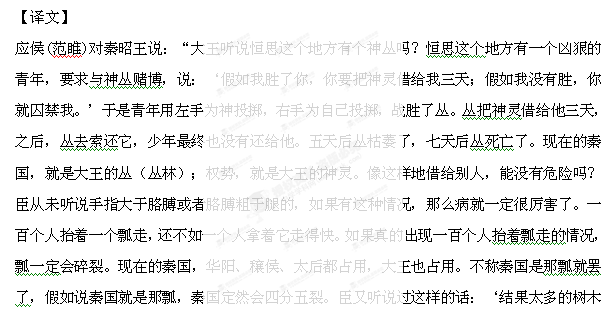 【译文】
应侯(范睢)对秦昭王说：“大王听说恒思这个地方有个神丛吗？恒思这个地方有一个凶狠的
青年，要求与神丛赌博，说：‘假如我胜了你，你要把神灵借给我三天；假如我没有胜，你
就囚禁我。’于是青年用左手为神投掷，右手为自己投掷，战胜了丛。丛把神灵借给他三天，
之后，丛去索还它，少年最终也没有还给他。五天后丛枯萎了，七天后丛死亡了。现在的秦
国，就是大王的丛（丛林）；权势，就是大王的神灵。像这样地借给别人，能没有危险吗？
臣从未听说手指大于胳膊或者胳膊粗于腿的，如果有这种情况，那么病就一定很厉害了。一
百个人抬着一个瓢走，还不如一个人拿着它走得快。如果真的出现一百个人抬着瓢走的情况，
瓢一定会碎裂。现在的秦国，华阳、穰侯、太后都占用，大王也占用。不称秦国是那瓢就罢
了，假如说秦国就是那瓢，秦国定然会四分五裂。臣又听说过这样的话：‘结果太多的树木